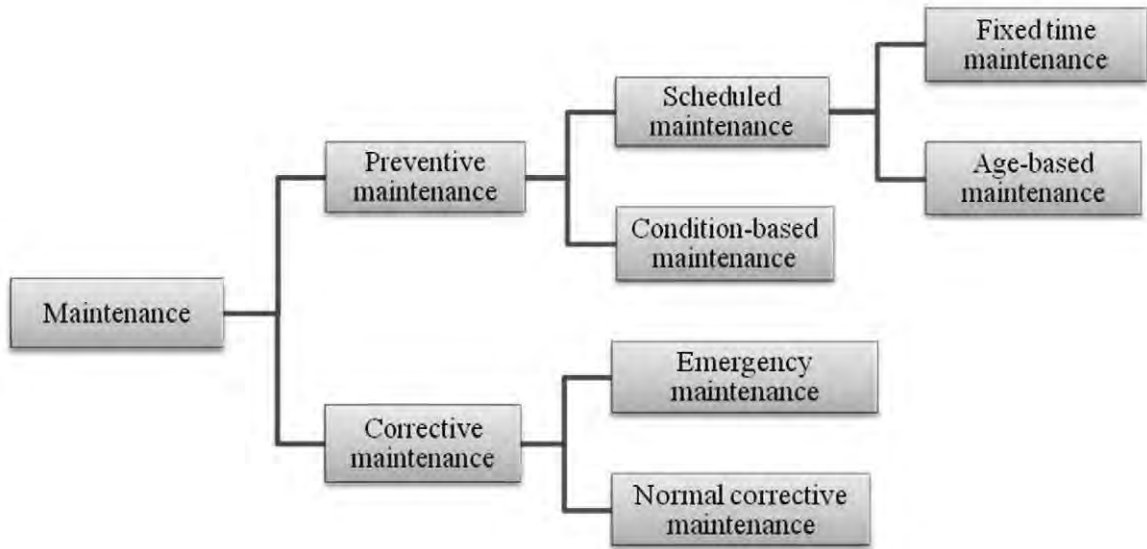 Maintenance
Preventive
maintenance
Corrective
maintenance
Scheduled
maintenance
Condition-based
maintenance
Emergency
maintenance
Normal corrective
maintenance
Fixed time
maintenance
Age-based
maintenance